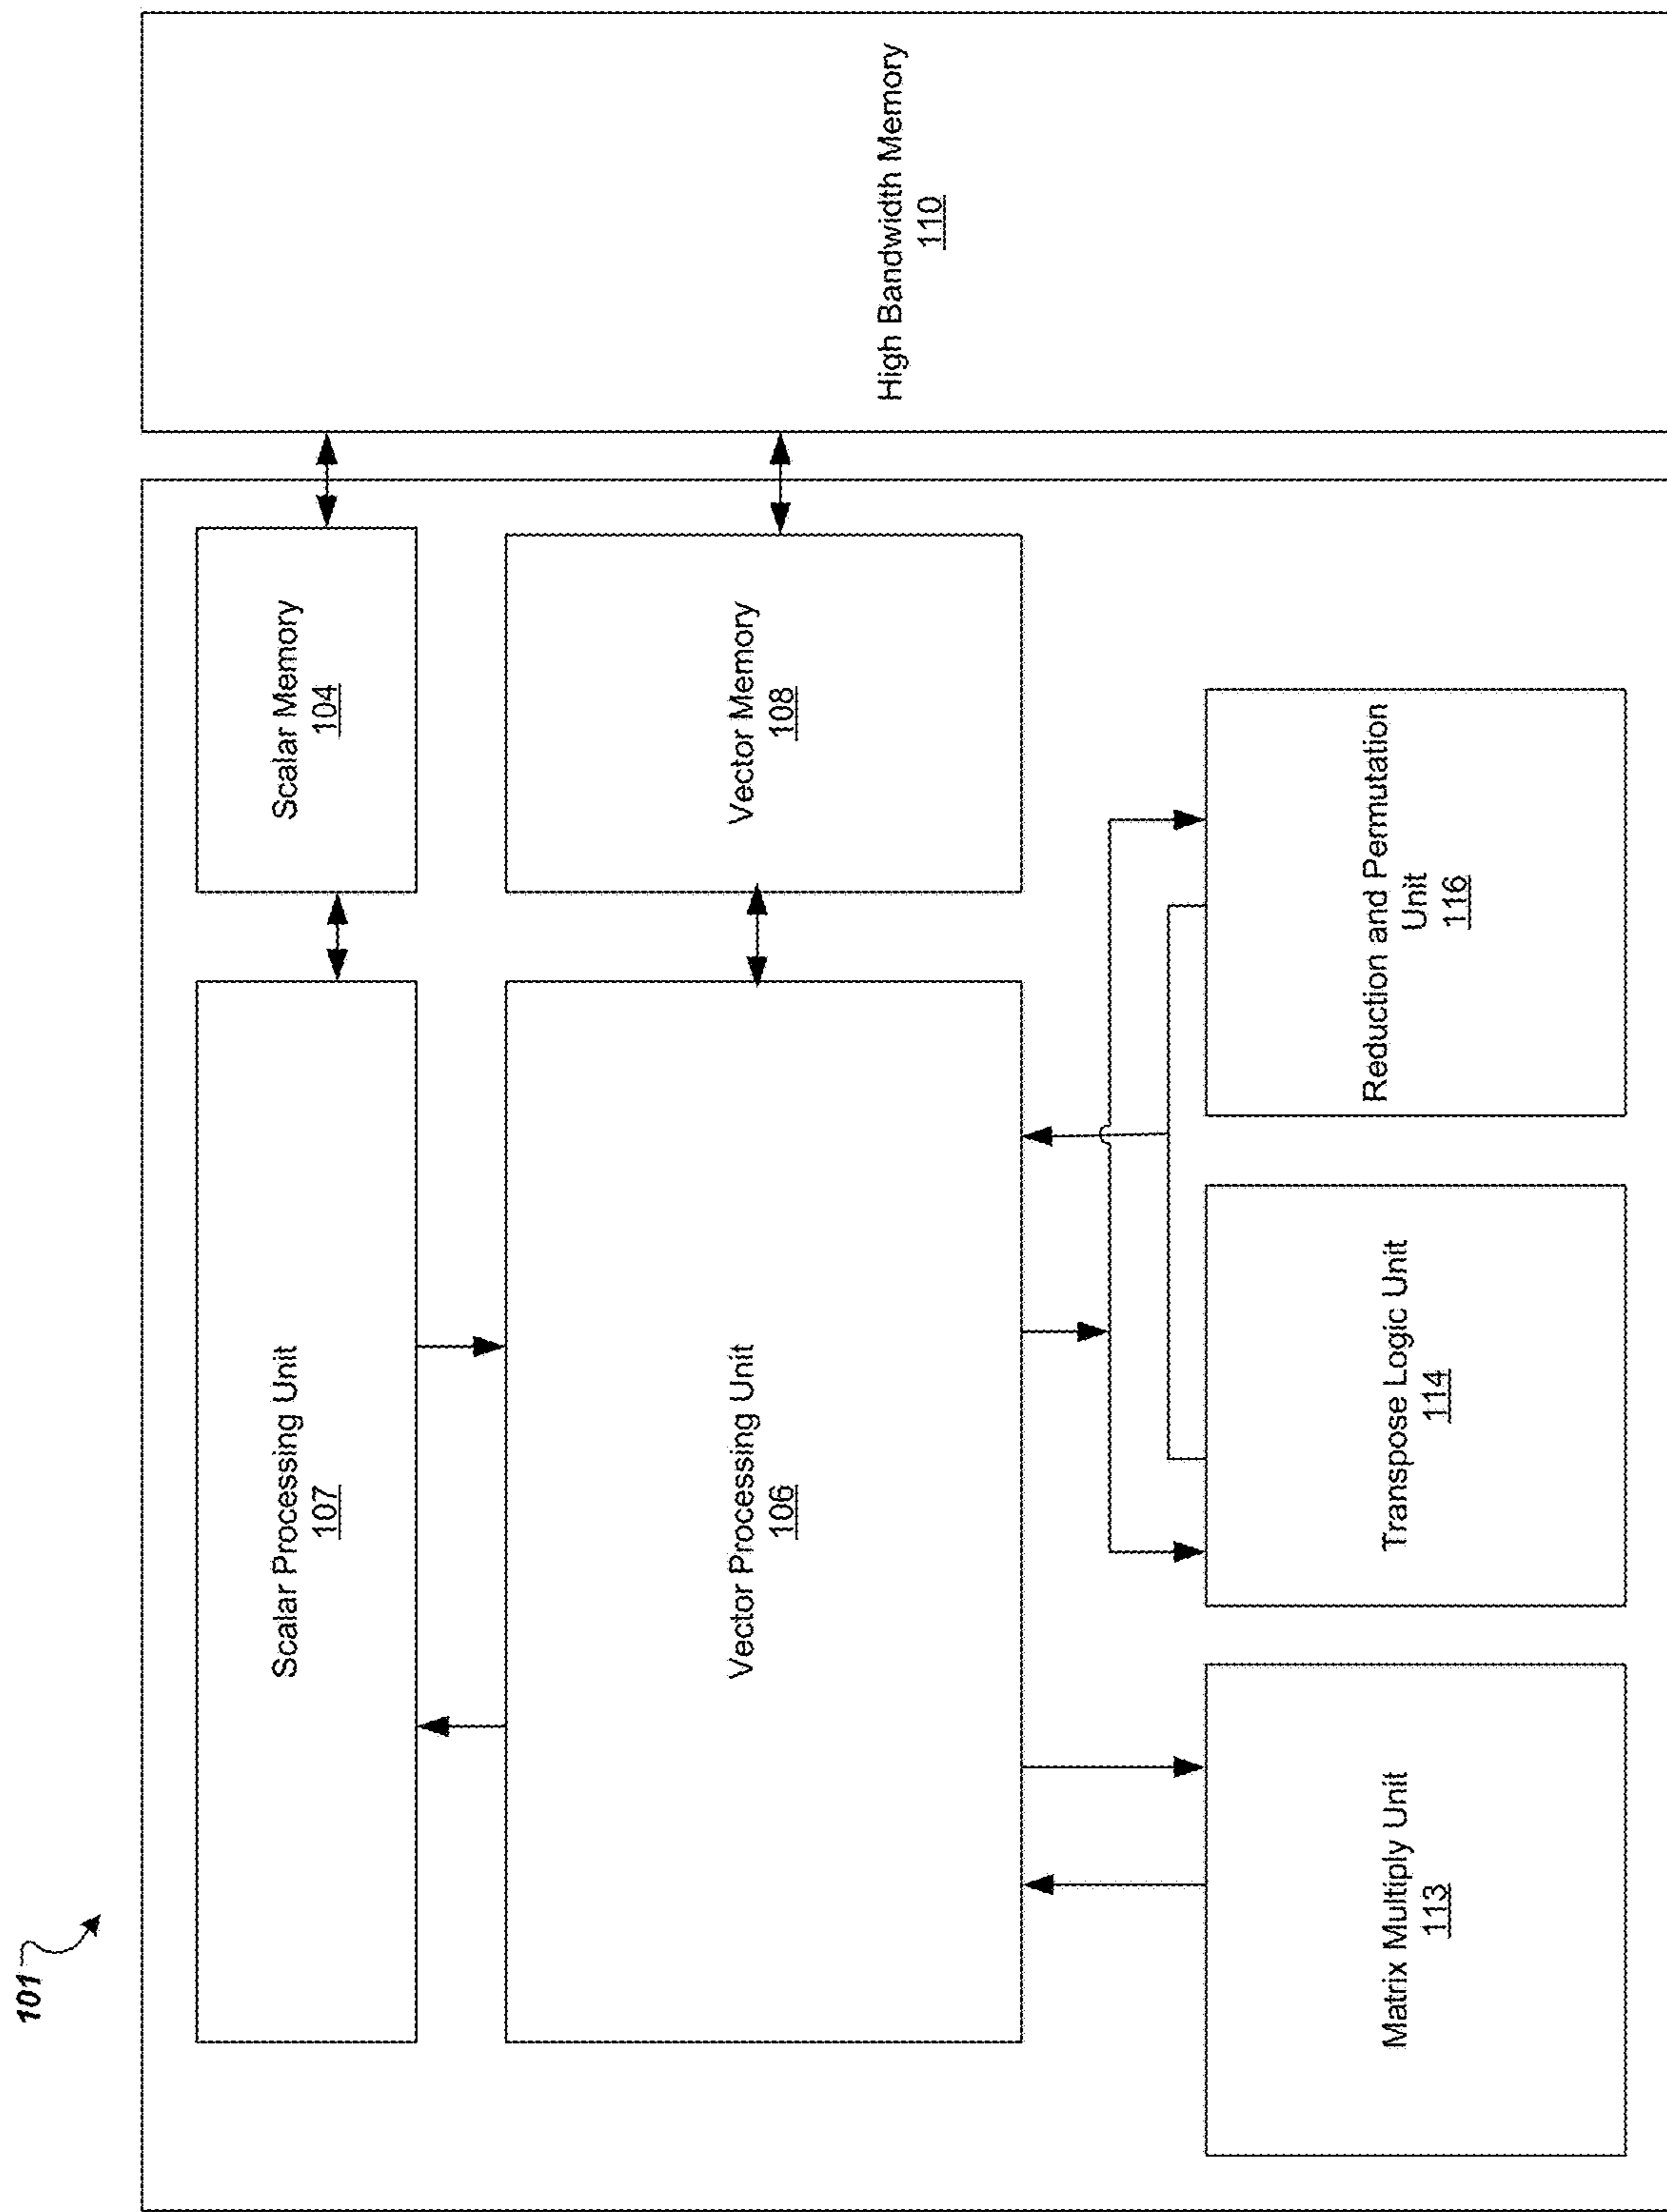 101
Scalar Processing Unit
107
Scalar Memory
104
Vector Processing Unit
106
Vector Memory
108
High Bandwidth Memory
110
Matrix Multiply Unit
113
Transpose Logic Unit
114
Reduction and Permutation
Unit
116